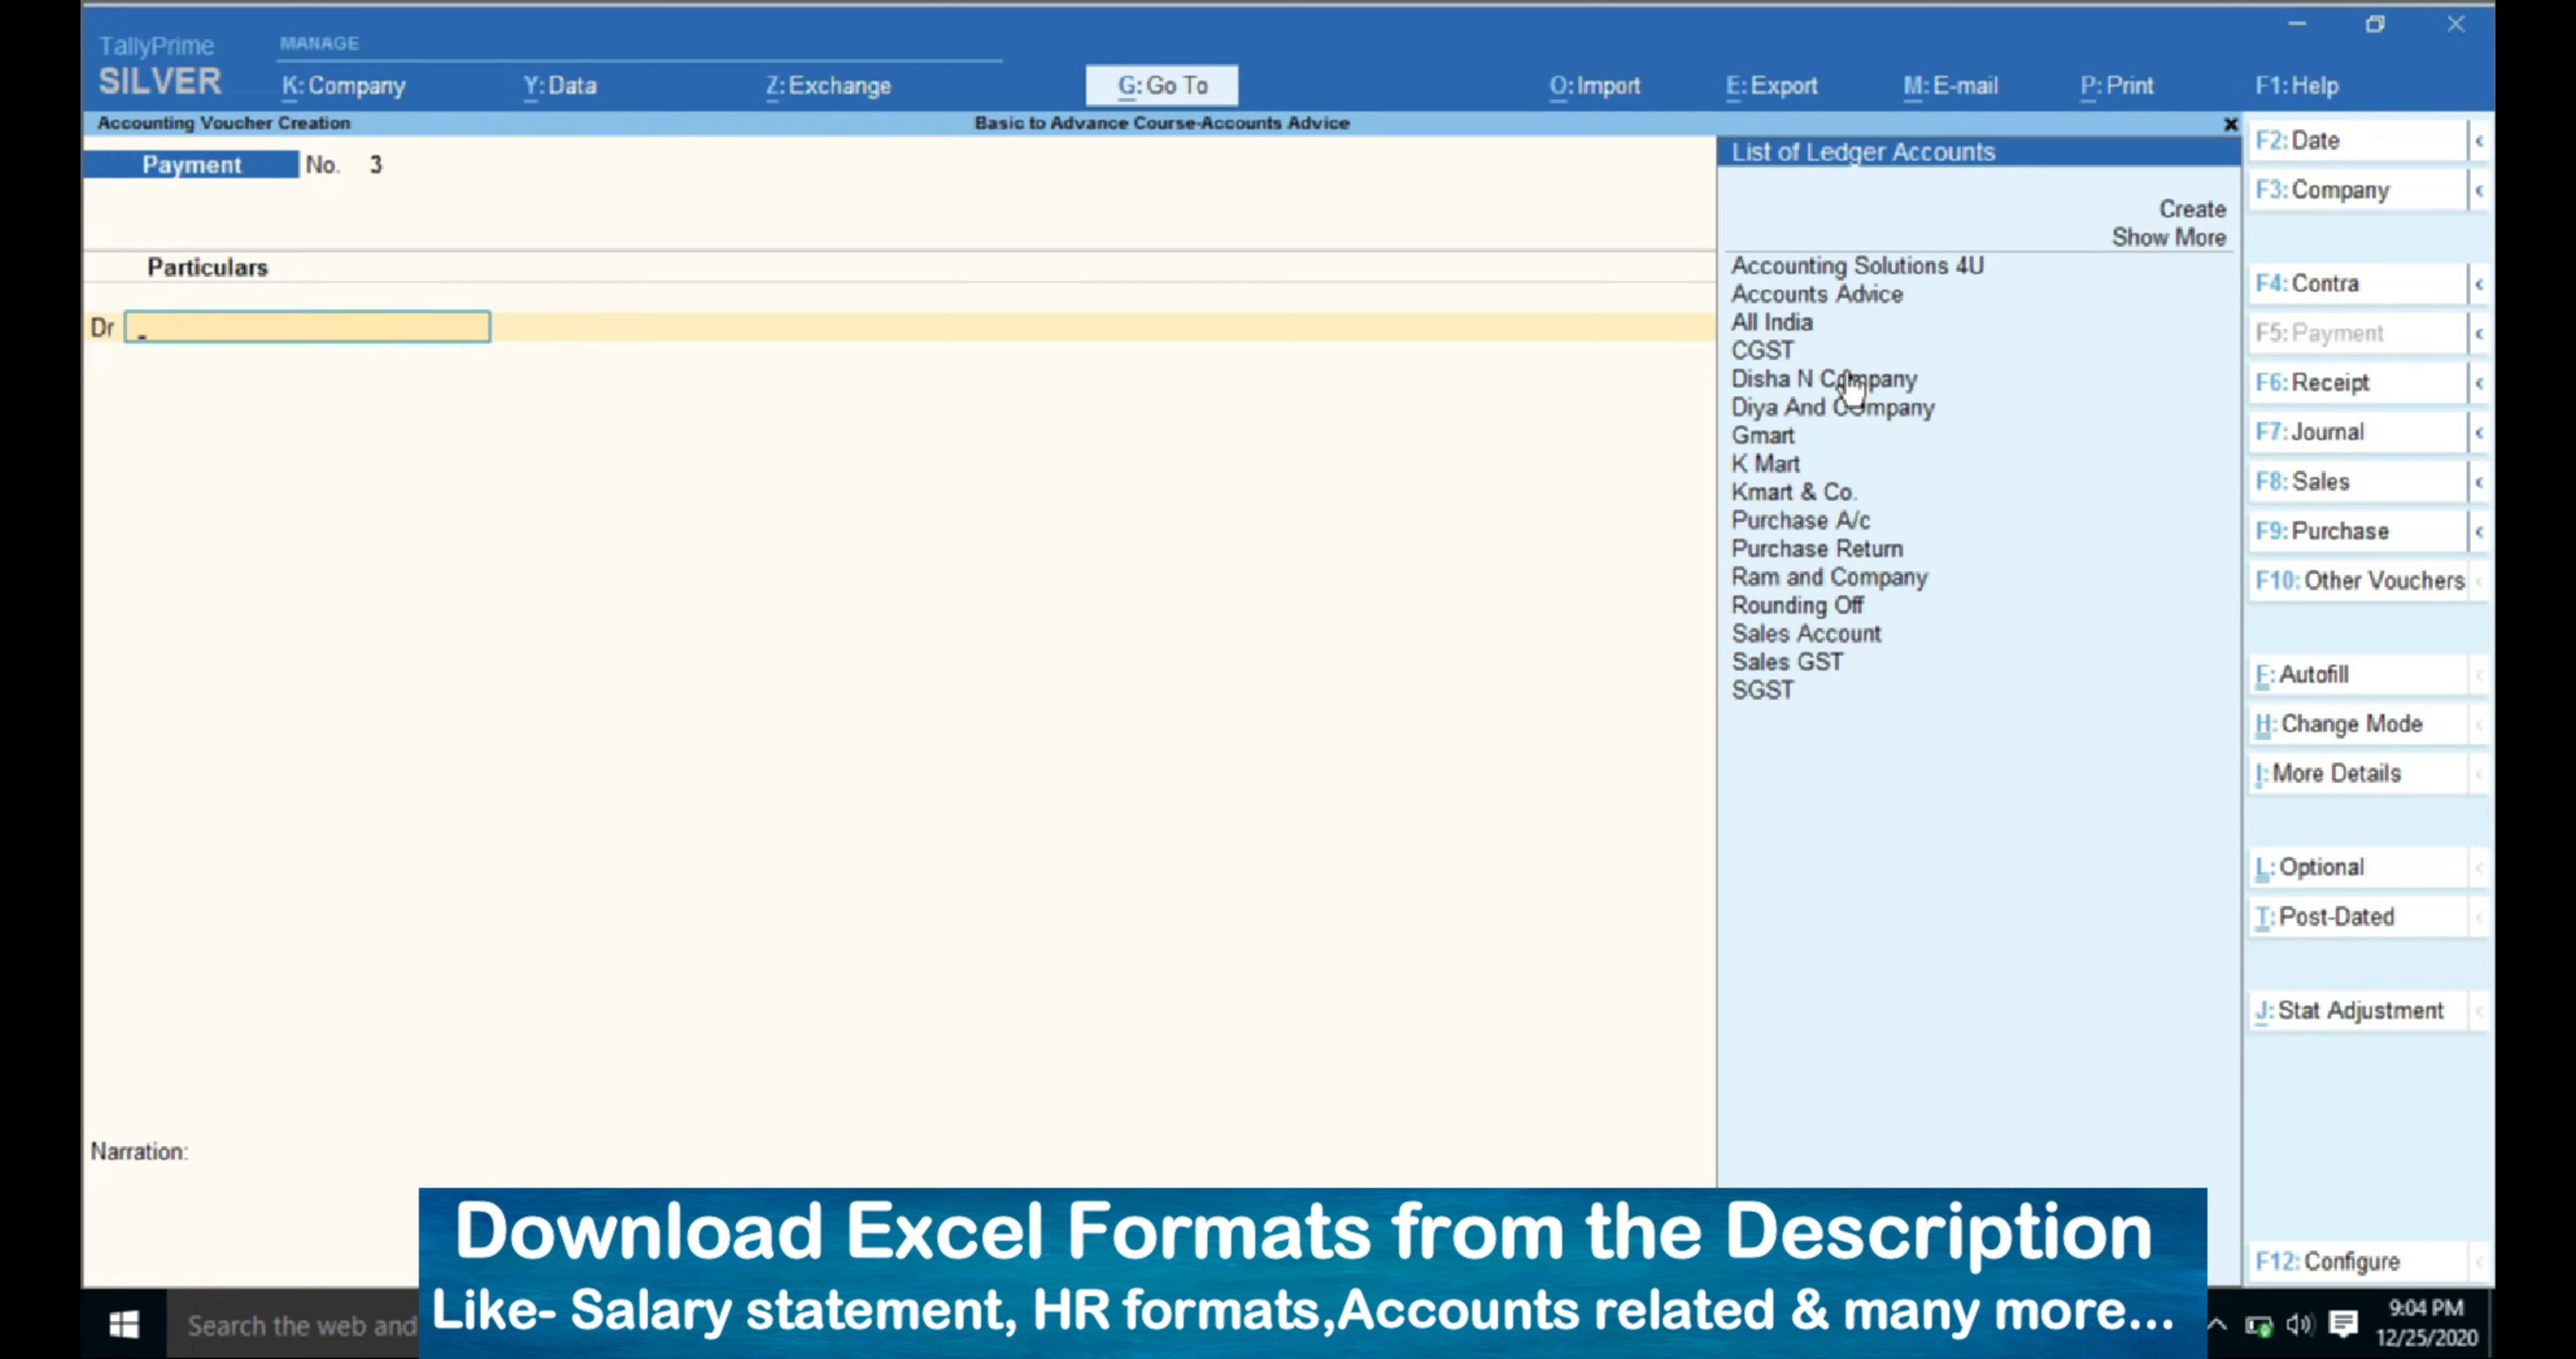 TallyPrime
SILVER
MANAGE
K: Company
Y: Data
Z: Exchange
G: Go To
O: Import
E: Export
M: E-mail
P: Print
F1: Help
Accounting Voucher Creation
Basic to Advance Course-Accounts Advice
Payment No. 3
Particulars
Dr
Narration:
List of Ledger Accounts
Create
Show More
Accounting Solutions 4U
Accounts Advice
All India
CGST
Disha N Company
Diya And Company
Gmart
K Mart
Kmart & Co.
Purchase A/c
Purchase Return
Ram and Company
Rounding Off
Sales Account
Sales GST
SGST
F2: Date
F3: Company
F4: Contra
F5: Payment
F6: Receipt
F7: Journal
F8: Sales
F9: Purchase
F10: Other Vouchers
F: Autofill
H: Change Mode
I: More Details
L: Optional
T: Post-Dated
J: Stat Adjustment
F12: Configure
Download Excel Formats from the Description
Like- Salary statement, HR formats,Accounts related & many more...
Search the web and
9:04 PM
12/25/2020